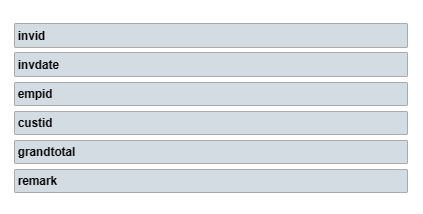 invid
invdate
empid
custid
grandtotal
remark